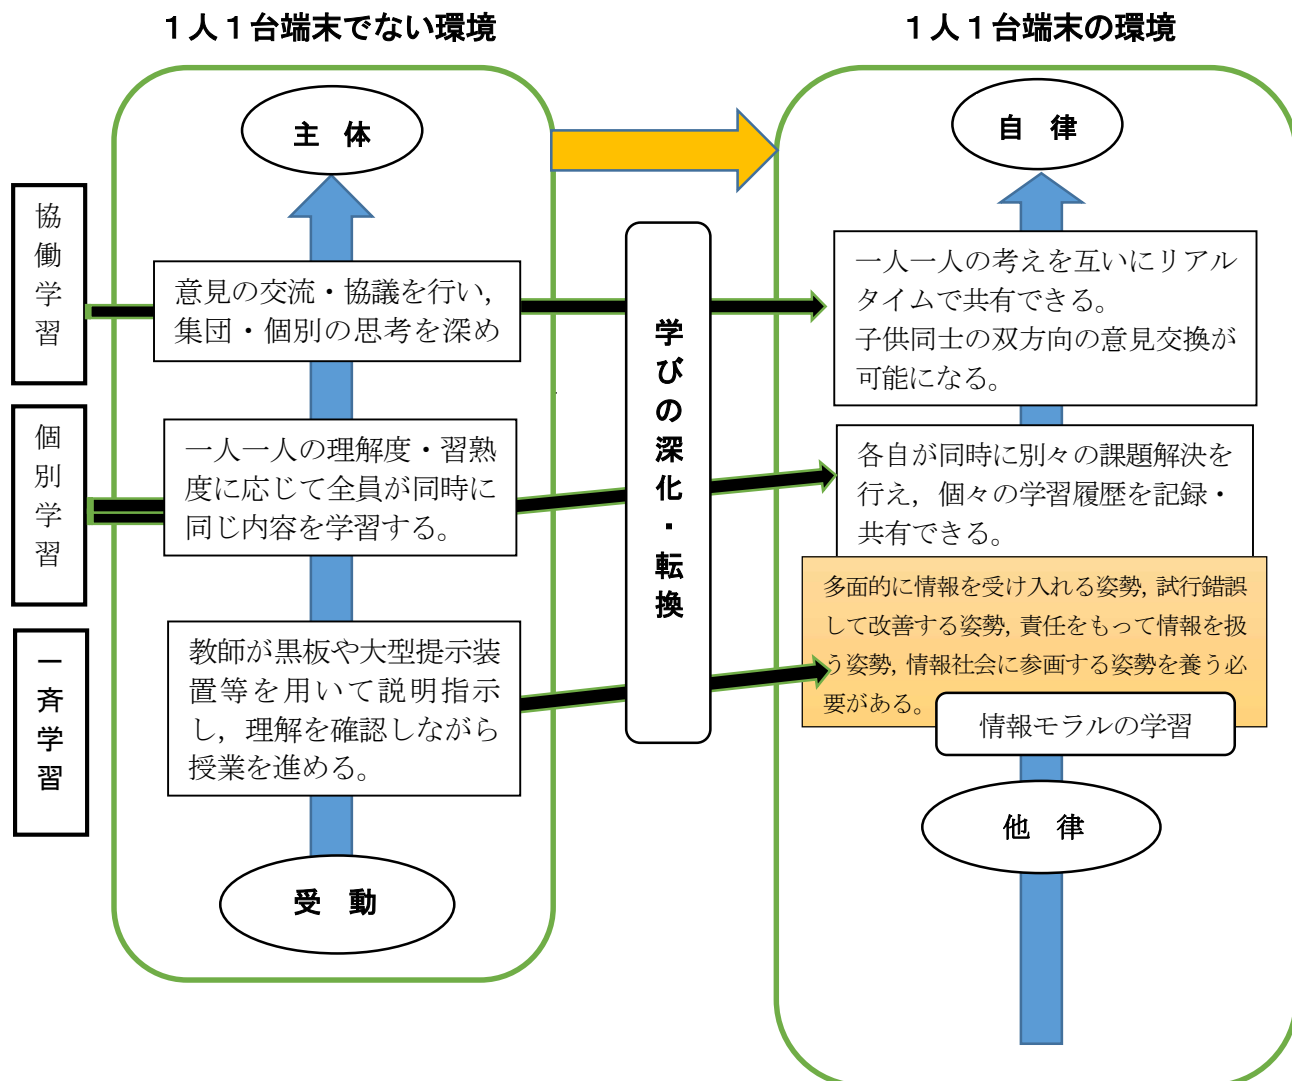 1人1台端末でない環境
1人1台端末の環境
主 体
自 律
協働学習
意見の交流・協議を行い，
集団・個別の思考を深め
一人一人の考えを互いにリアル
タイムで共有できる。
子供同士の双方向の意見交換が
可能になる。
学びの深化・転換
個別学習
一人一人の理解度・習熟
度に応じて全員が同時に
同じ内容を学習する。
各自が同時に別々の課題解決を
行え，個々の学習履歴を記録・
共有できる。
一斉学習
教師が黒板や大型提示装
置等を用いて説明指示
し，理解を確認しながら
授業を進める。
多面的に情報を受け入れる姿勢，試行錯誤
して改善する姿勢，責任をもって情報を扱
う姿勢，情報社会に参画する姿勢を養う必
要がある。
情報モラルの学習
他 律
受 動